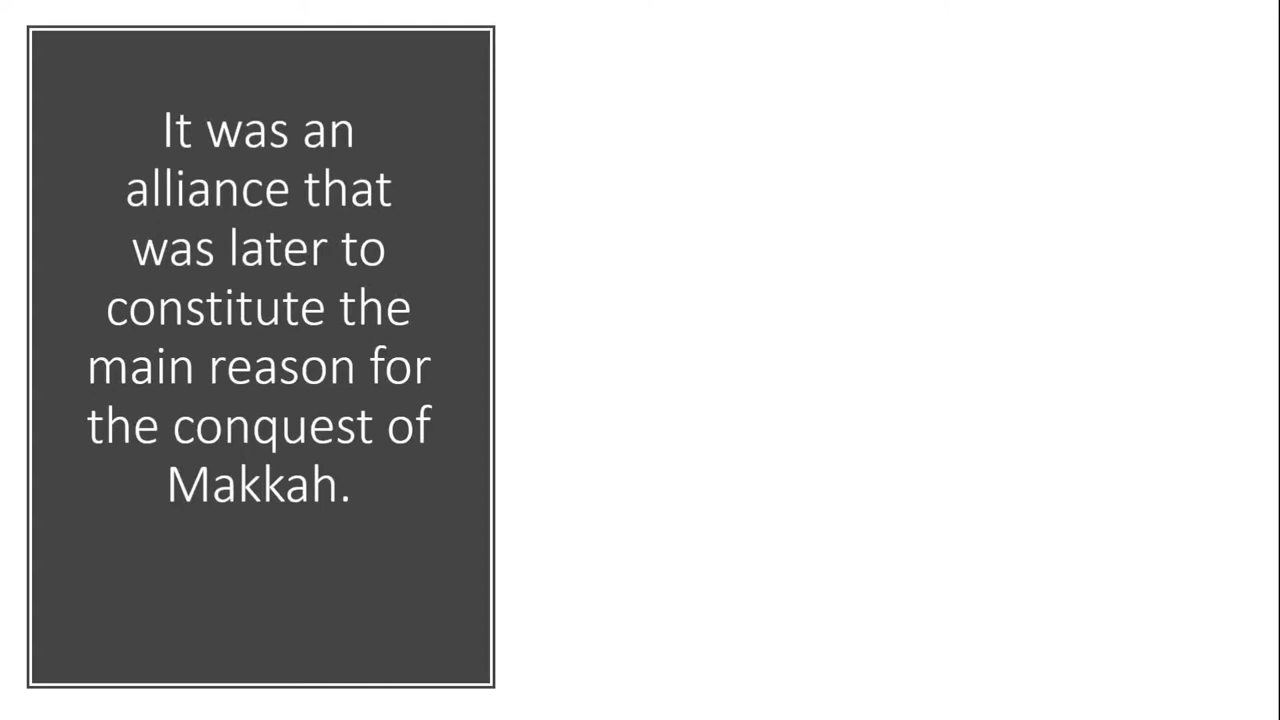 It was an
alliance that
was later to
constitute the
main reason for
the conquest of
Makkah.